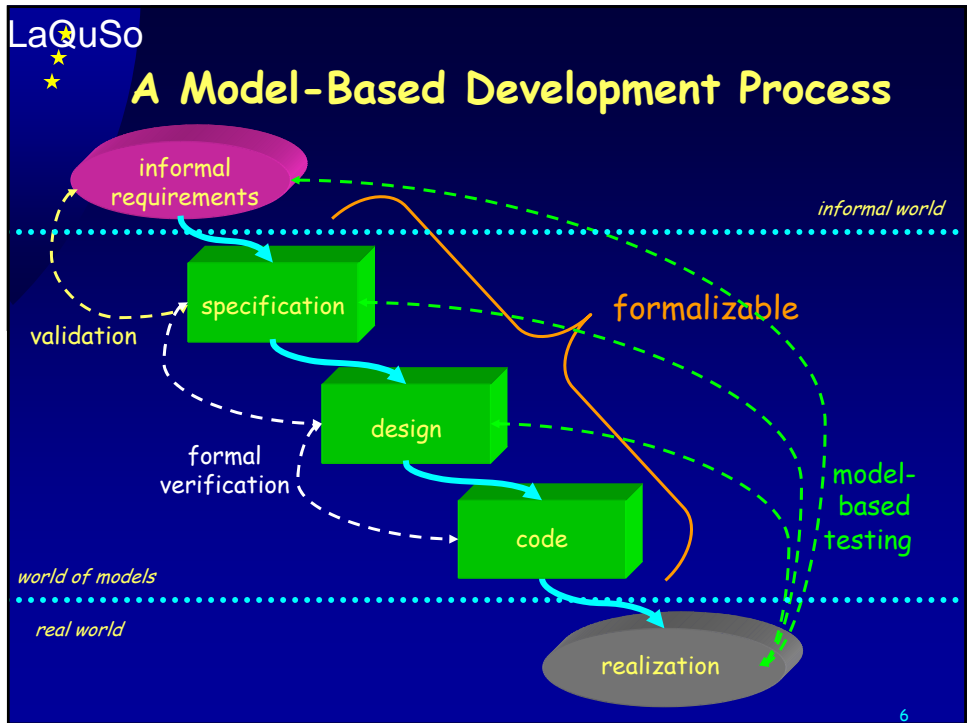 LaQuSo
A Model-Based Development Process
informal
requirements
informal world
specification
formalizable
validation
design
formal
verification
model-
based
testing
code
world of models
real world
realization
6